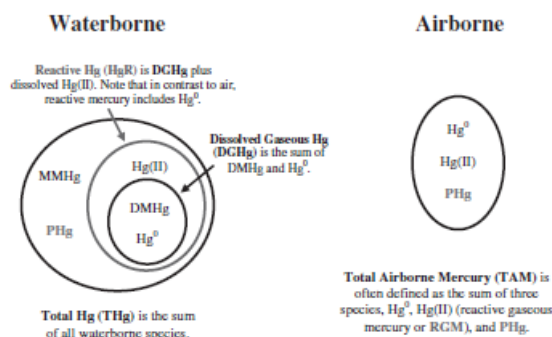 Waterborne
Reactive Hg (HgR) is DGHg plus
dissolved Hg(II). Note that in contrast to air,
reactive mercury includes Hg⁰.
Dissolved Gaseous Hg
(DGHg) is the sum of
DMHg and Hg⁰.
MMHg
Hg(II)
DMHg
PHg
Hg⁰
Total Hg (THg) is the sum
of all waterborne species.
Airborne
Hg⁰
Hg(II)
PHg
Total Airborne Mercury (TAM) is
often defined as the sum of three
species, Hg⁰, Hg(II) (reactive gaseous
mercury or RGM), and PHg.